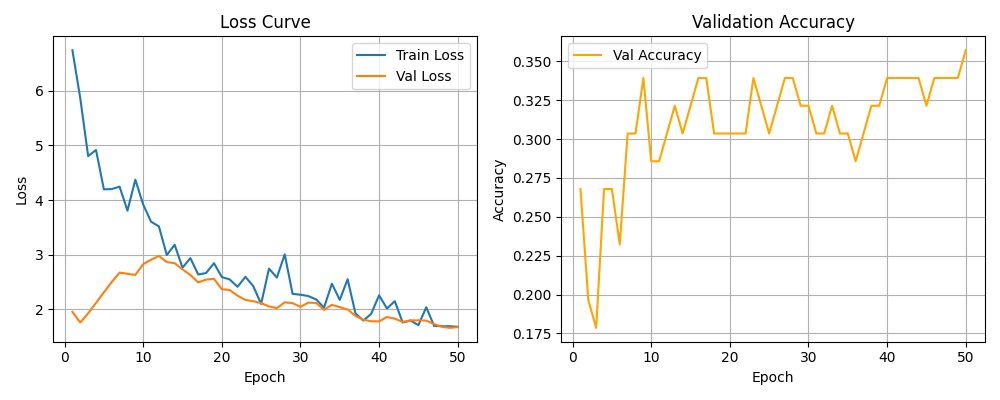 Loss Curve
Train Loss
Val Loss
6
5
4
3
2
Loss
0 10 20 30 40 50
Epoch
Validation Accuracy
Val Accuracy
0.350
0.325
0.300
0.275
0.250
0.225
0.200
0.175
Accuracy
0 10 20 30 40 50
Epoch